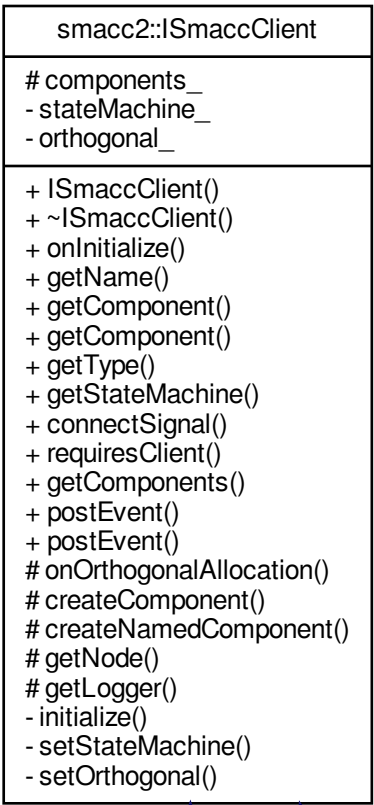 smacc2::ISmaccClient
# components_
- stateMachine_
- orthogonal_
+ ISmaccClient()
+ ~ISmaccClient()
+ onInitialize()
+ getName()
+ getComponent()
+ getComponent()
+ getType()
+ getStateMachine()
+ connectSignal()
+ requiresClient()
+ getComponents()
+ postEvent()
+ postEvent()
# onOrthogonalAllocation()
# createComponent()
# createNamedComponent()
# getNode()
# getLogger()
- initialize()
- setStateMachine()
- setOrthogonal()